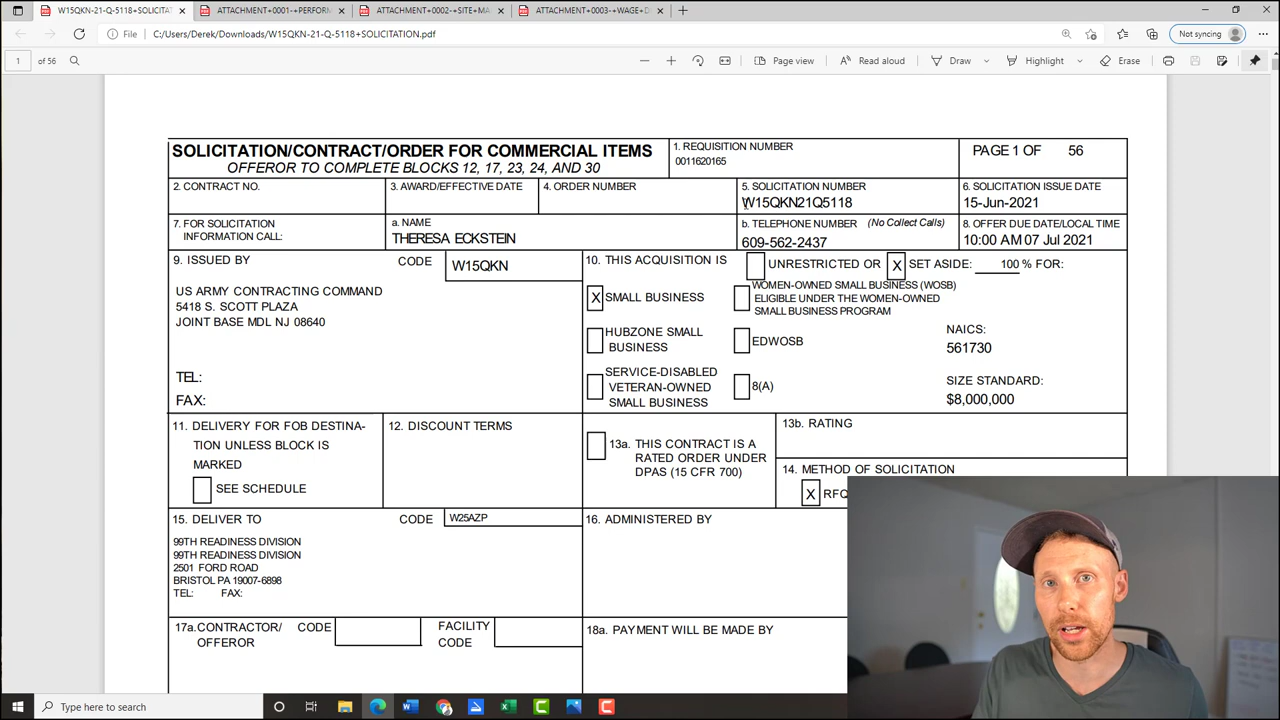 W15QKN-21-Q-5118+SOLICITAT
ATTACHMENT+0001-+PERFORM
ATTACHMENT+0002-+SITE+MA
ATTACHMENT+0003-+WAGE+D
File
C:/Users/Derek/Downloads/W15QKN-21-Q-5118+SOLICITATION.pdf
Not syncing
1 of 56
Page view
Read aloud
Draw
Highlight
Erase
SOLICITATION/CONTRACT/ORDER FOR COMMERCIAL ITEMS
OFFEROR TO COMPLETE BLOCKS 12, 17, 23, 24, AND 30
1. REQUISITION NUMBER
0011620165
PAGE 1 OF 56
2. CONTRACT NO.
3. AWARD/EFFECTIVE DATE
4. ORDER NUMBER
5. SOLICITATION NUMBER
W15QKN21Q5118
6. SOLICITATION ISSUE DATE
15-Jun-2021
7. FOR SOLICITATION
INFORMATION CALL:
a. NAME
THERESA ECKSTEIN
b. TELEPHONE NUMBER (No Collect Calls)
609-562-2437
8. OFFER DUE DATE/LOCAL TIME
10:00 AM 07 Jul 2021
9. ISSUED BY
CODE
W15QKN
US ARMY CONTRACTING COMMAND
5418 S. SCOTT PLAZA
JOINT BASE MDL NJ 08640
TEL:
FAX:
10. THIS ACQUISITION IS
UNRESTRICTED OR
X SET ASIDE: 100 % FOR:
X SMALL BUSINESS
WOMEN-OWNED SMALL BUSINESS (WOSB)
ELIGIBLE UNDER THE WOMEN-OWNED
SMALL BUSINESS PROGRAM
HUBZONE SMALL
BUSINESS
EDWOSB
NAICS:
561730
SERVICE-DISABLED
VETERAN-OWNED
SMALL BUSINESS
8(A)
SIZE STANDARD:
$8,000,000
11. DELIVERY FOR FOB DESTINA-
TION UNLESS BLOCK IS
MARKED
SEE SCHEDULE
12. DISCOUNT TERMS
13a. THIS CONTRACT IS A
RATED ORDER UNDER
DPAS (15 CFR 700)
13b. RATING
14. METHOD OF SOLICITATION
X RFQ
15. DELIVER TO
CODE
W25AZP
99TH READINESS DIVISION
99TH READINESS DIVISION
2501 FORD ROAD
BRISTOL PA 19007-6898
TEL: FAX:
16. ADMINISTERED BY
17a.CONTRACTOR/
OFFEROR
CODE
FACILITY
CODE
18a. PAYMENT WILL BE MADE BY
Type here to search